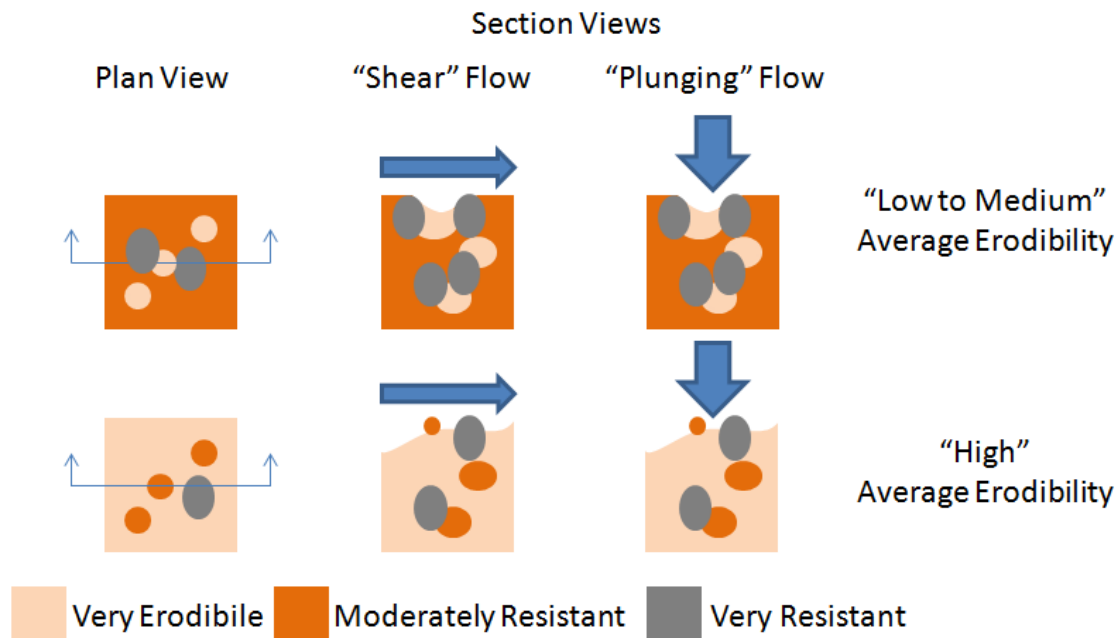 Section Views
Plan View
“Shear” Flow
“Plunging” Flow
“Low to Medium”
Average Erodibility
“High”
Average Erodibility
Very Erodibile
Moderately Resistant
Very Resistant